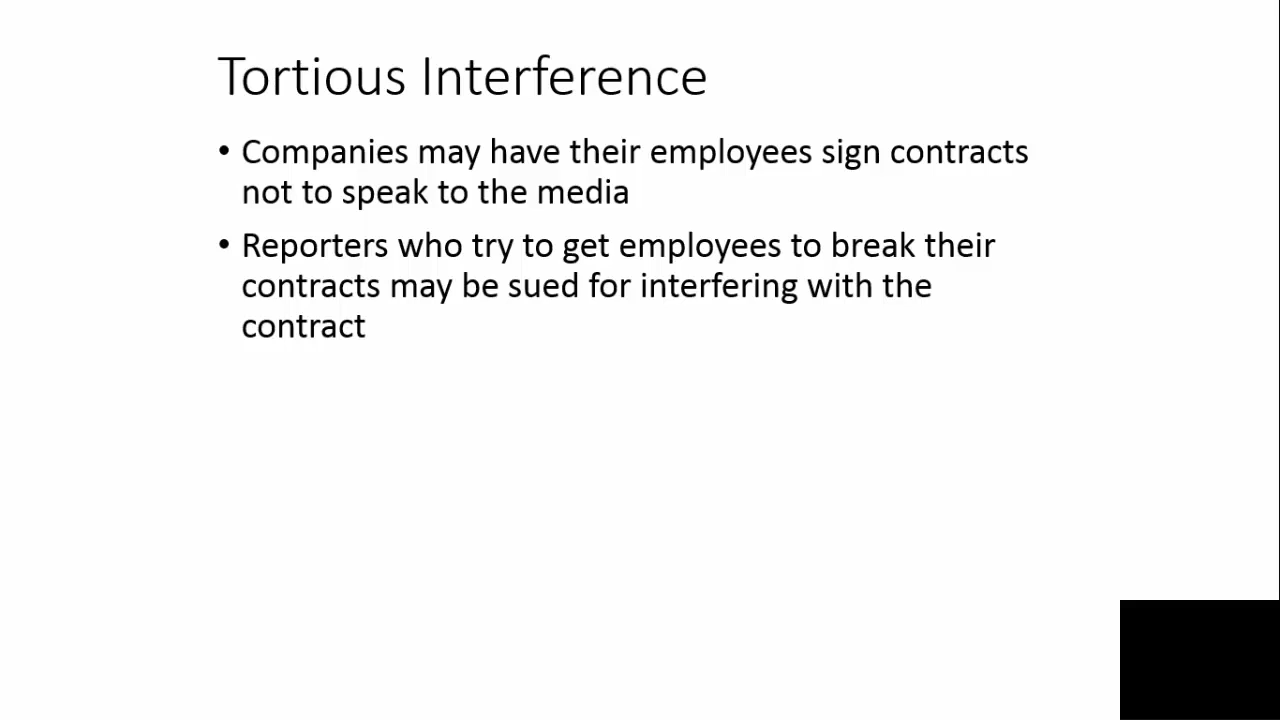 Tortious Interference
• Companies may have their employees sign contracts
not to speak to the media
• Reporters who try to get employees to break their
contracts may be sued for interfering with the
contract